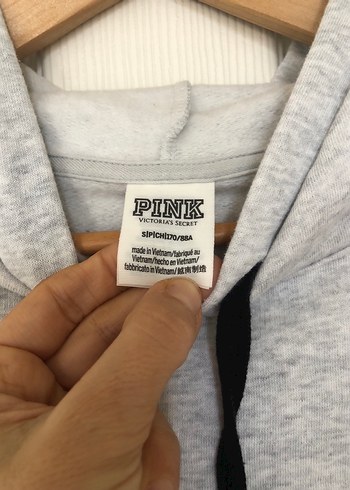 PINK
VICTORIA'S SECRET
S|P|CH|170/88A
made in Vietnam/fabriqué au
Vietnam/hecho en Vietnam/
fabbricato in Vietnam/越南制造